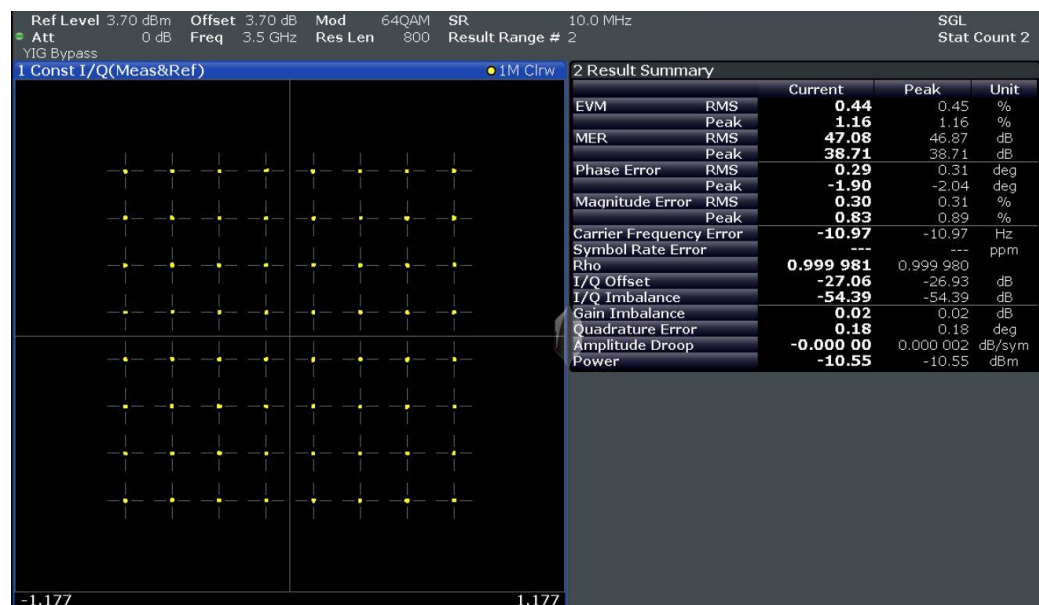 Ref Level 3.70 dBm Offset 3.70 dB Mod 64QAM SR 10.0 MHz SGL
Att 0 dB Freq 3.5 GHz Res Len 800 Result Range # 2 Stat Count 2
YIG Bypass
1 Const I/Q(Meas&Ref) 1M Clrw
-1.177 1.177
2 Result Summary
Current Peak Unit
EVM RMS 0.44 0.45 %
Peak 1.16 1.16 %
MER RMS 47.08 46.87 dB
Peak 38.71 38.71 dB
Phase Error RMS 0.29 0.31 deg
Peak -1.90 -2.04 deg
Magnitude Error RMS 0.30 0.31 %
Peak 0.83 0.89 %
Carrier Frequency Error -10.97 -10.97 Hz
Symbol Rate Error --- --- ppm
Rho 0.999 981 0.999 980
I/Q Offset -27.06 -26.93 dB
I/Q Imbalance -54.39 -54.39 dB
Gain Imbalance 0.02 0.02 dB
Quadrature Error 0.18 0.18 deg
Amplitude Droop -0.000 00 0.000 002 dB/sym
Power -10.55 -10.55 dBm